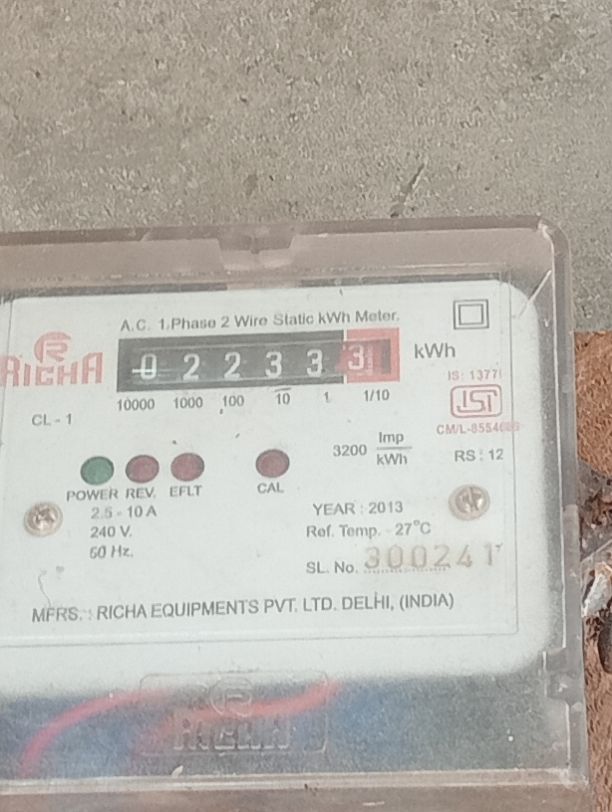 A.C. 1 Phase 2 Wire Static kWh Meter.
RICHA
0 2 2 3 3 3 kWh
10000 1000 100 10 1 1/10
IS: 1377
ISI
CM/L-
CL - 1
3200 Imp/kWh
RS : 12
POWER REV. EFLT CAL
2.5 - 10 A
YEAR : 2013
240 V.
Ref. Temp. - 27°C
50 Hz.
SL. No. 300241
MFRS. : RICHA EQUIPMENTS PVT. LTD. DELHI, (INDIA)
RICHA